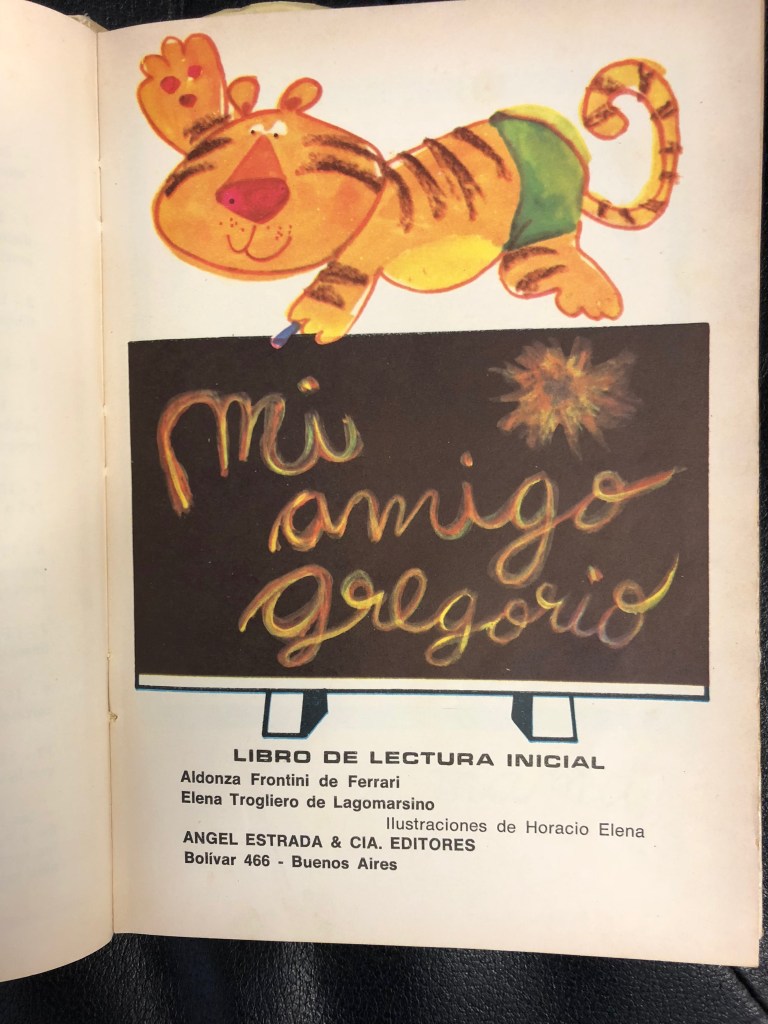 mi
amigo
gregorio
LIBRO DE LECTURA INICIAL
Aldonza Frontini de Ferrari
Elena Trogliero de Lagomarsino
Ilustraciones de Horacio Elena
ANGEL ESTRADA & CIA. EDITORES
Bolívar 466 - Buenos Aires